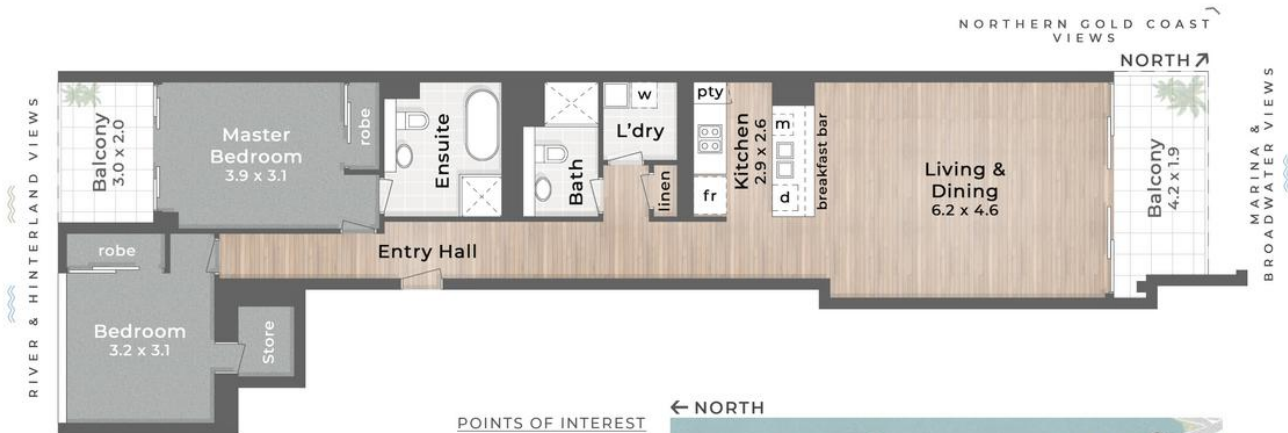 NORTHERN GOLD COAST
VIEWS
NORTH
RIVER & HINTERLAND VIEWS
Balcony
3.0 x 2.0
Master
Bedroom
3.9 x 3.1
robe
Ensuite
Bath
w
L'dry
linen
pty
fr
Kitchen
2.9 x 2.6
m
d
breakfast bar
Living &
Dining
6.2 x 4.6
Balcony
4.2 x 1.9
MARINA &
BROADWATER VIEWS
robe
Entry Hall
Bedroom
3.2 x 3.1
Store
POINTS OF INTEREST
← NORTH